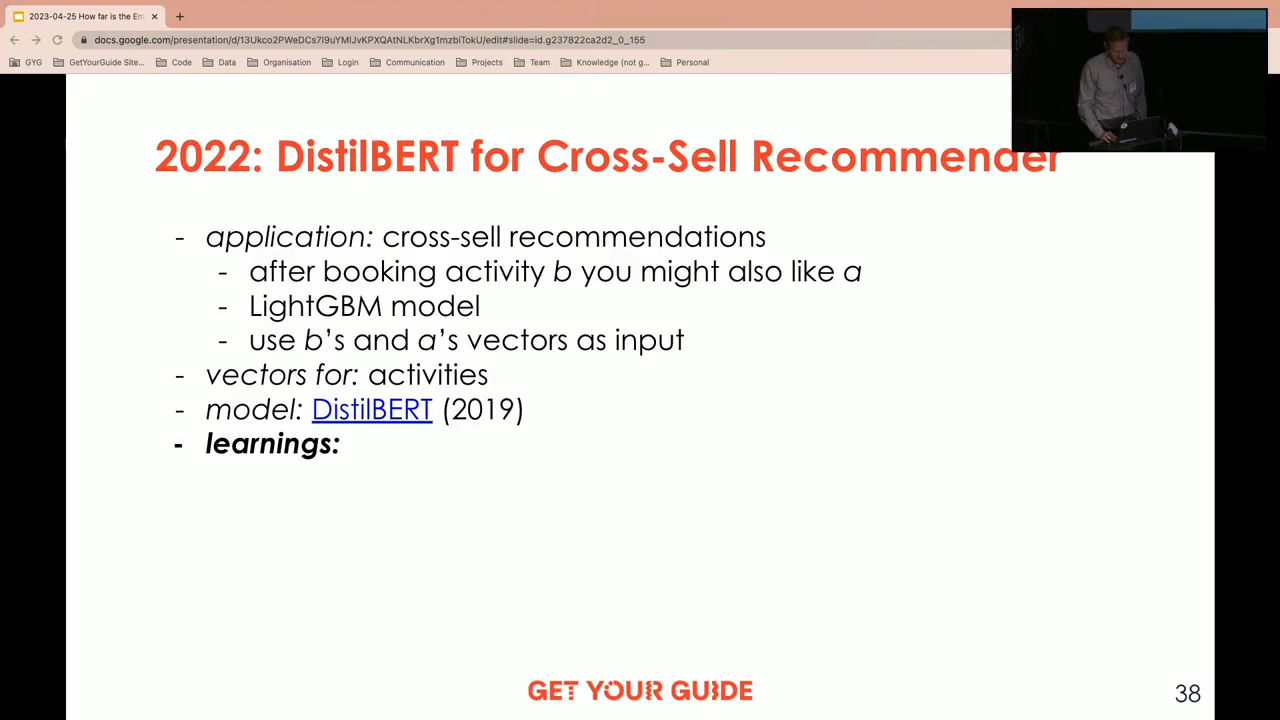 2023-04-25 How far is the Em
docs.google.com/presentation/d/13Ukco2PWeDCs7l9uYMlJvKPXQAtNLKbrXg1mzblTokU/edit#slide=id.g237822ca2d2_0_155
GYG GetYourGuide Site... Code Data Organisation Login Communication Projects Team Knowledge (not g... Personal
2022: DistilBERT for Cross-Sell Recommender
- application: cross-sell recommendations
- after booking activity b you might also like a
- LightGBM model
- use b’s and a’s vectors as input
- vectors for: activities
- model: DistilBERT (2019)
- learnings:
GET YOUR GUIDE
38